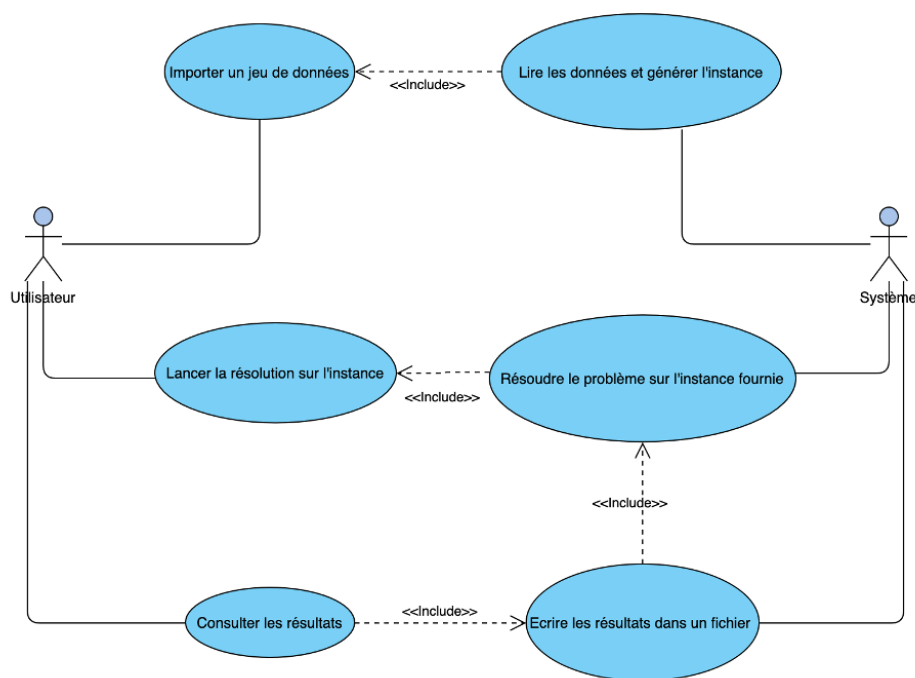 Importer un jeu de données
Lire les données et générer l'instance
<<Include>>
Utilisateur
Système
Lancer la résolution sur l'instance
Résoudre le problème sur l'instance fournie
<<Include>>
<<Include>>
Consulter les résultats
<<Include>>
Ecrire les résultats dans un fichier